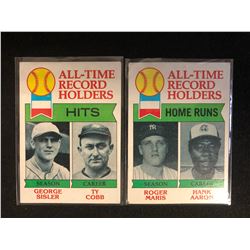 ALL-TIME
RECORD
HOLDERS
HITS
SEASON
GEORGE
SISLER
CAREER
TY
COBB
ALL-TIME
RECORD
HOLDERS
HOME RUNS
SEASON
ROGER
MARIS
CAREER
HANK
AARON